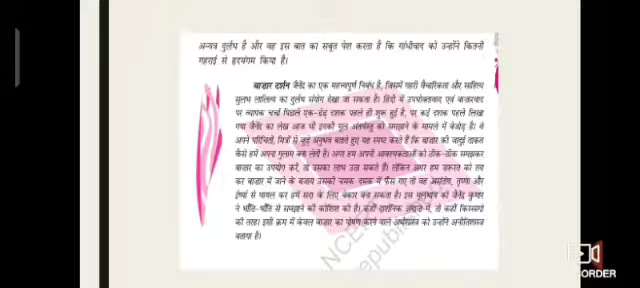 अन्यत्र दुर्लभ है और वह इस बात का सबूत पेश करता है कि गांधीवाद को उन्होंने कितनी
गहराई से हृदयंगम किया है।
बाज़ार दर्शन जैनेंद्र का एक महत्त्वपूर्ण निबंध है, जिसमें गहरी वैचारिकता और साहित्य
सुलभ लालित्य का दुर्लभ संयोग देखा जा सकता है। हिंदी में उपभोक्तावाद एवं बाज़ारवाद
पर व्यापक चर्चा पिछले एक-डेढ़ दशक पहले ही शुरू हुई है, पर कई दशक पहले लिखा
गया जैनेंद्र का लेख आज भी इनकी मूल अंतर्वस्तु को समझाने के मामले में बेजोड़ है। वे
अपने परिचितों, मित्रों से जुड़े अनुभव बताते हुए यह स्पष्ट करते हैं कि बाज़ार की जादुई ताकत
कैसे हमें अपना गुलाम बना लेती है। अगर हम अपनी आवश्यकताओं को ठीक-ठीक समझकर
बाज़ार का उपयोग करें, तो उसका लाभ उठा सकते हैं। लेकिन अगर हम ज़रूरत को तय
कर बाज़ार में जाने के बजाय उसकी चमक-दमक में फँस गए तो वह असंतोष, तृष्णा और
ईर्ष्या से घायल कर हमें सदा के लिए बेकार बना सकता है। इस मूलभाव को जैनेंद्र कुमार
ने भाँति-भाँति से समझाने की कोशिश की है। कहीं दार्शनिक अंदाज़ में, तो कहीं किस्सागो
की तरह। इसी क्रम में केवल बाज़ार का पोषण करने वाले अर्थशास्त्र को उन्होंने अनीतिशास्त्र
बताया है।